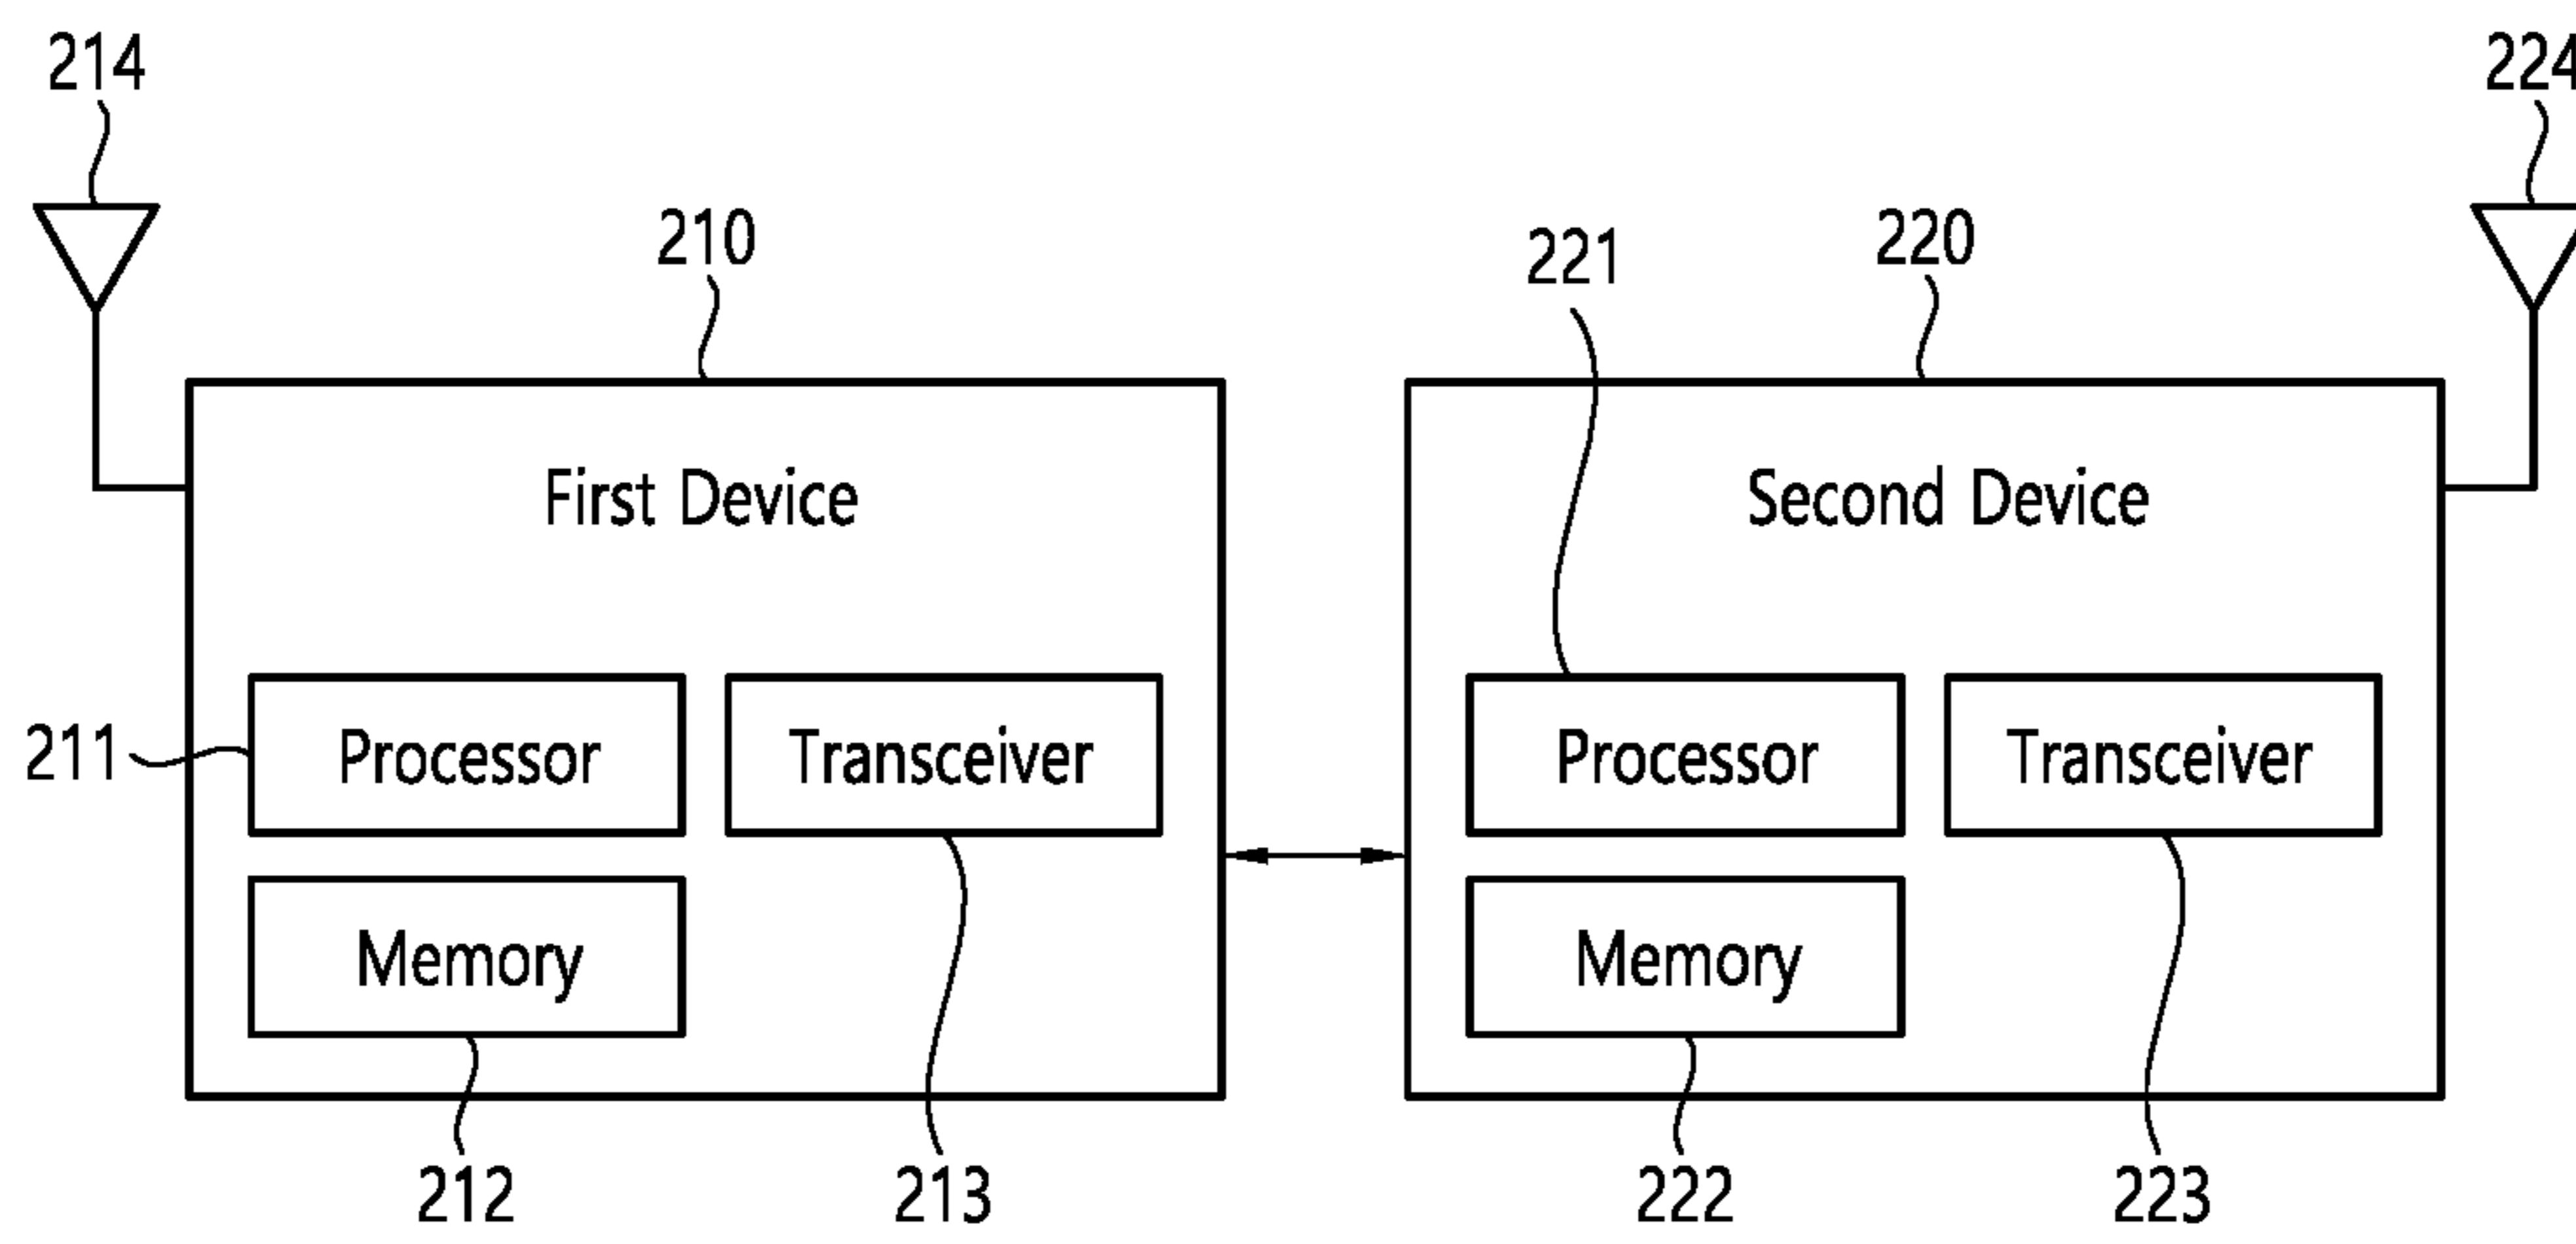 214
224
210
221
220
First Device
Second Device
211
Processor
Transceiver
Processor
Transceiver
Memory
Memory
212
213
222
223